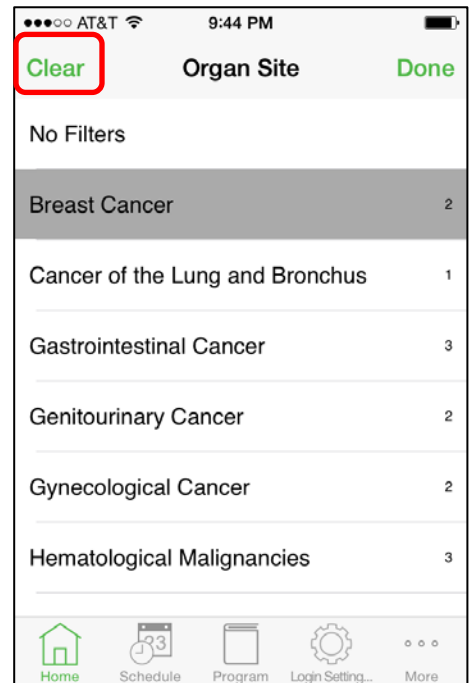 ●●●○○ AT&T 9:44 PM
Clear Organ Site Done
No Filters
Breast Cancer 2
Cancer of the Lung and Bronchus 1
Gastrointestinal Cancer 3
Genitourinary Cancer 2
Gynecological Cancer 2
Hematological Malignancies 3
23
Home Schedule Program Login Setting... More